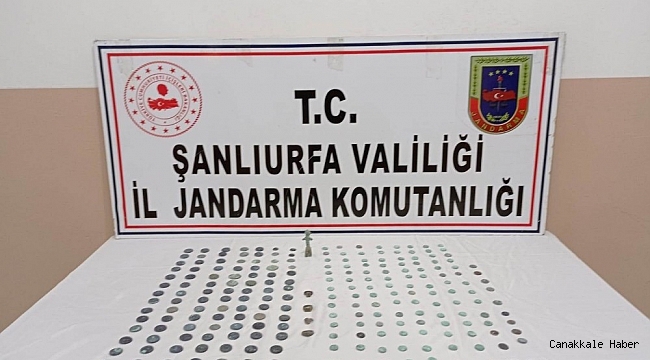 T.C.
ŞANLIURFA VALİLİĞİ
İL JANDARMA KOMUTANLIĞI
JANDARMA
Canakkale Haber